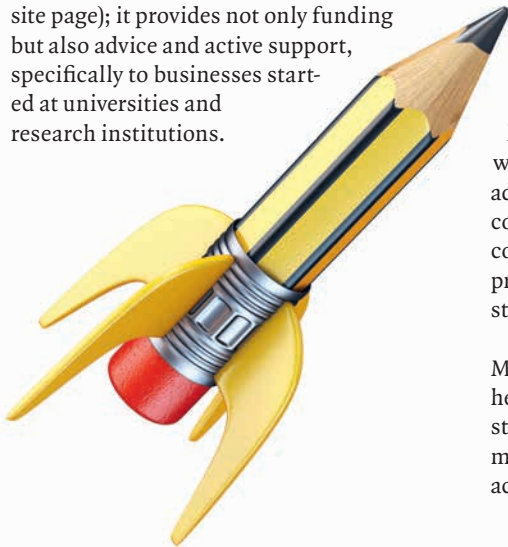 site page); it provides not only funding
but also advice and active support,
specifically to businesses start-
ed at universities and
research institutions.